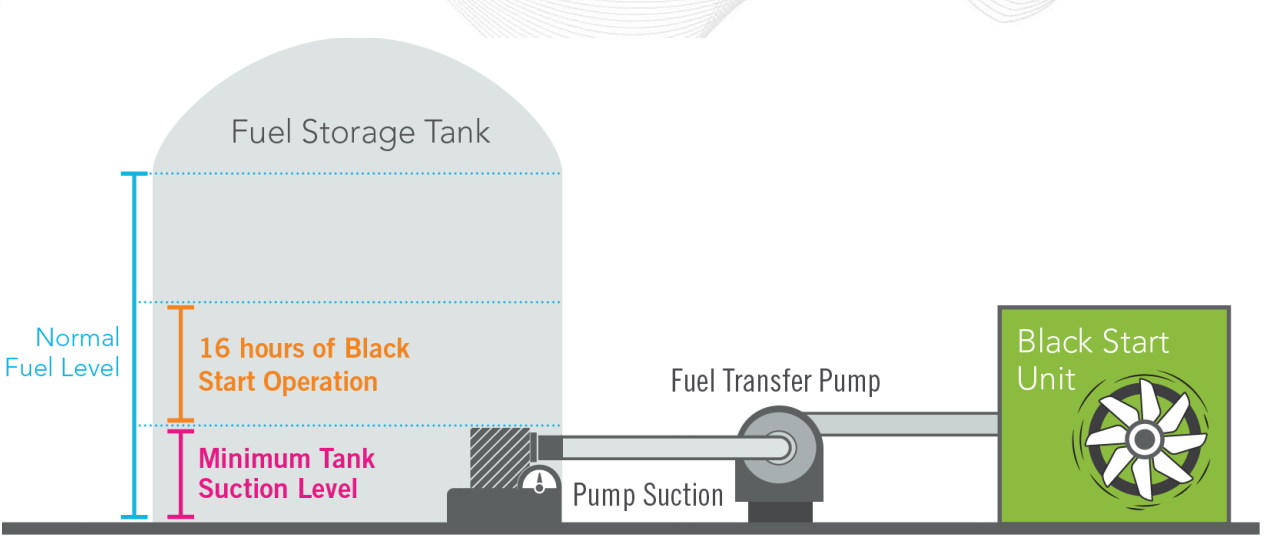 Fuel Storage Tank
Normal
Fuel Level
16 hours of Black
Start Operation
Minimum Tank
Suction Level
Pump Suction
Fuel Transfer Pump
Black Start
Unit